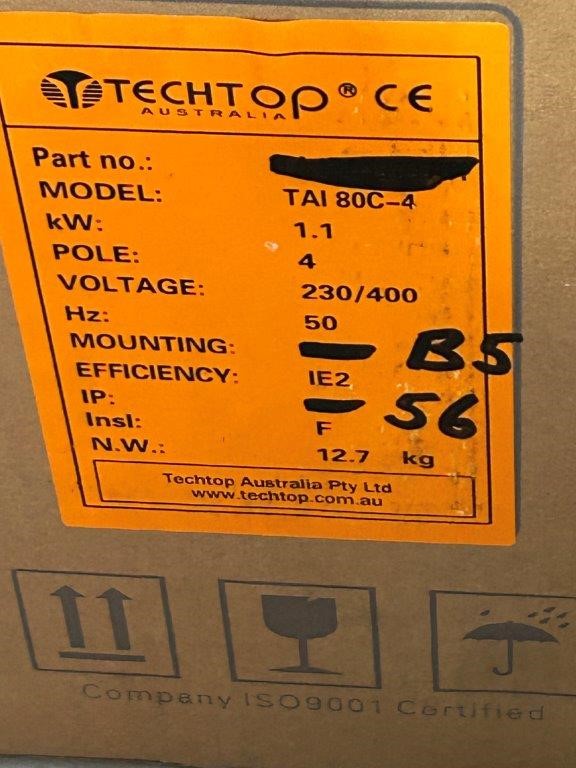 TECHTOP® CE
AUSTRALIA
Part no.:
MODEL: TAI 80C-4
kW: 1.1
POLE: 4
VOLTAGE: 230/400
Hz: 50
MOUNTING: B5
EFFICIENCY: IE2
IP: 56
Insl: F
N.W.: 12.7 kg
Techtop Australia Pty Ltd
www.techtop.com.au
Company ISO9001 Certified